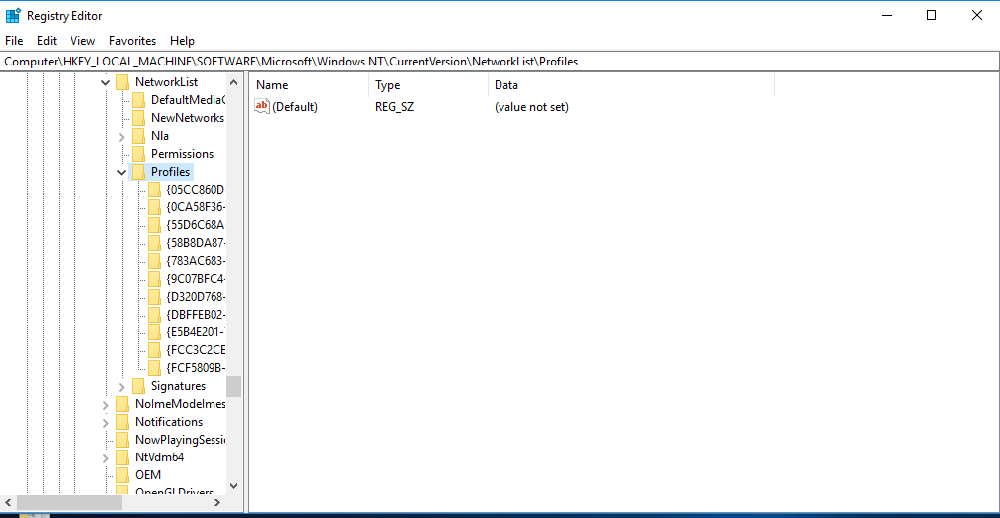 Registry Editor
File Edit View Favorites Help
Computer\HKEY_LOCAL_MACHINE\SOFTWARE\Microsoft\Windows NT\CurrentVersion\NetworkList\Profiles
NetworkList
DefaultMediaC
NewNetworks
Nla
Permissions
Profiles
{05CC860D
{0CA58F36-
{55D6C68A
{58B8DA87-
{783AC683-
{9C07BFC4-
{D320D768-
{DBFFEB02-
{E5B4E201-
{FCC3C2CE
{FCF5809B-
Signatures
NoImeModeImes
Notifications
NowPlayingSessi
NtVdm64
OEM
OpenGLDrivers
Name Type Data
ab (Default) REG_SZ (value not set)